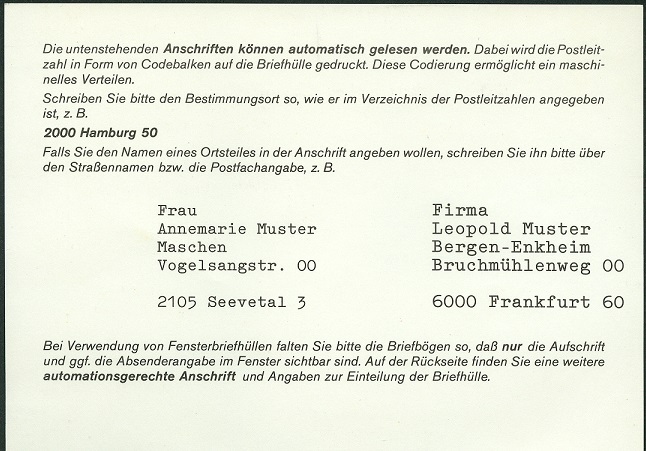 Die untenstehenden Anschriften können automatisch gelesen werden. Dabei wird die Postleit-
zahl in Form von Codebalken auf die Briefhülle gedruckt. Diese Codierung ermöglicht ein maschi-
nelles Verteilen.
Schreiben Sie bitte den Bestimmungsort so, wie er im Verzeichnis der Postleitzahlen angegeben
ist, z. B.
2000 Hamburg 50
Falls Sie den Namen eines Ortsteiles in der Anschrift angeben wollen, schreiben Sie ihn bitte über
den Straßennamen bzw. die Postfachangabe, z. B.
Frau
Annemarie Muster
Maschen
Vogelsangstr. 00
2105 Seevetal 3
Firma
Leopold Muster
Bergen-Enkheim
Bruchmühlenweg 00
6000 Frankfurt 60
Bei Verwendung von Fensterbriefhüllen falten Sie bitte die Briefbögen so, daß nur die Aufschrift
und ggf. die Absenderangabe im Fenster sichtbar sind. Auf der Rückseite finden Sie eine weitere
automationsgerechte Anschrift und Angaben zur Einteilung der Briefhülle.